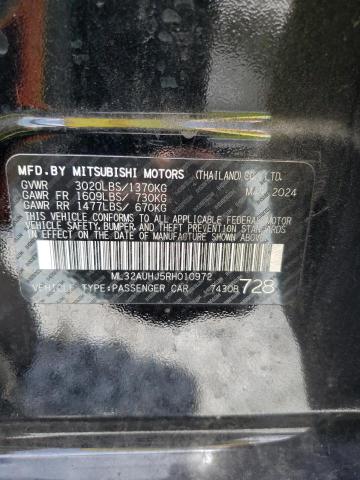 MFD.BY MITSUBISHI MOTORS (THAILAND) CO., LTD.
GVWR 3020LBS/1370KG 2024
GAWR FR 1609LBS/ 730KG
GAWR RR 1477LBS/ 670KG
THIS VEHICLE CONFORMS TO ALL APPLICABLE FEDERAL MOTOR
VEHICLE SAFETY, BUMPER, AND THEFT PREVENTION STANDARDS
IN EFFECT ON THE DATE OF MANUFACTURE SHOWN ABOVE.
ML32AUHJ5RH010972
VEHICLE TYPE:PASSENGER CAR 74308 728